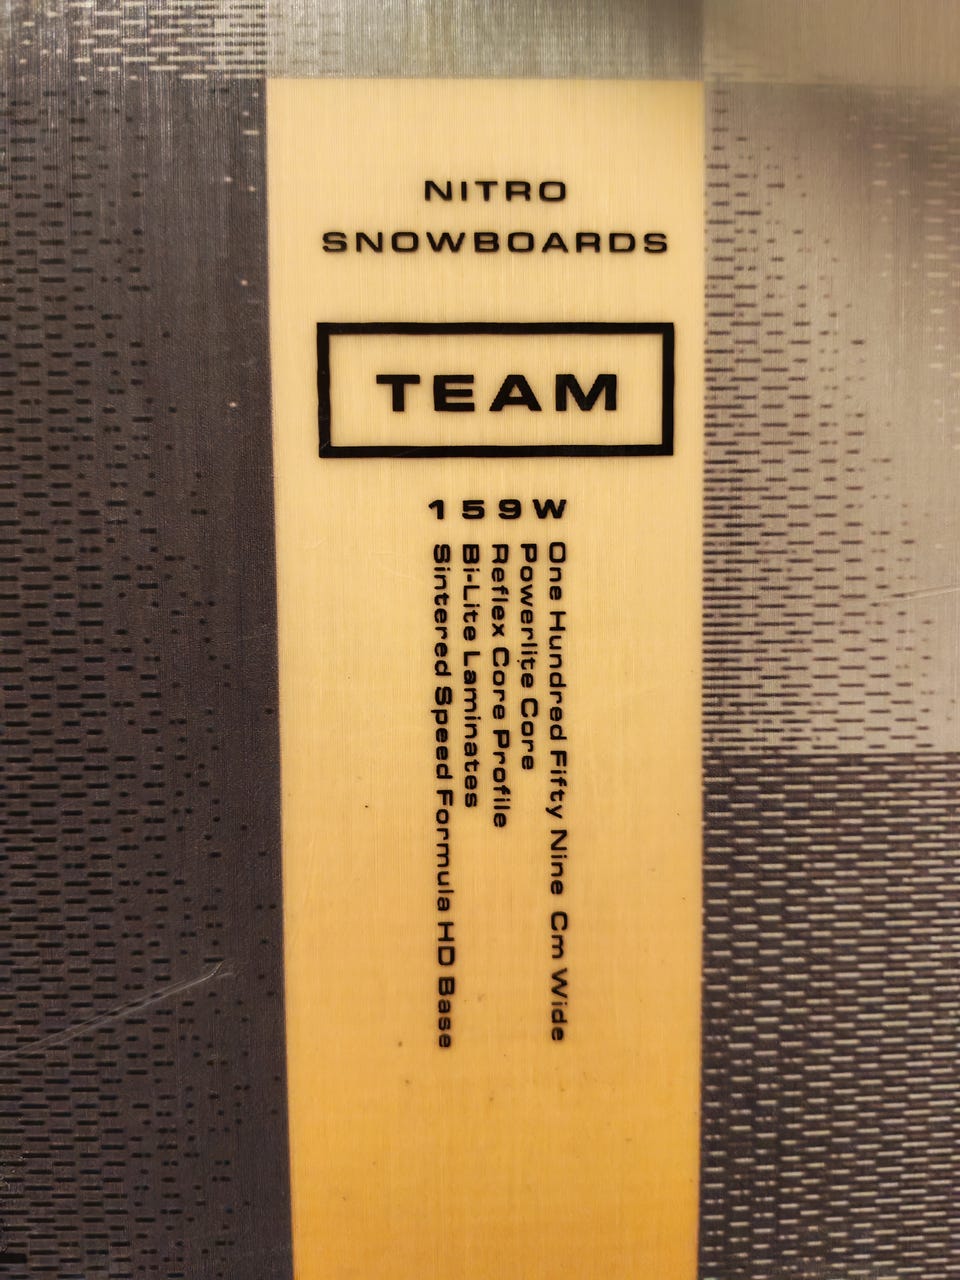 NITRO
SNOWBOARDS
TEAM
159W
One Hundred Fifty Nine Cm Wide
Powerlite Core
Reflex Core Profile
Bi-Lite Laminates
Sintered Speed Formula HD Base